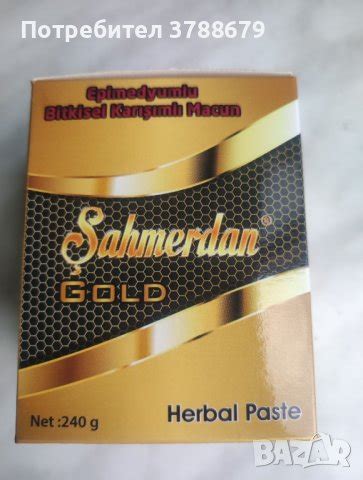 Потребител 3788679
Epimedyumlu
Bitkisel Karışımlı Macun
Şahmerdan®
GOLD
Net :240 g
Herbal Paste
BAZAR